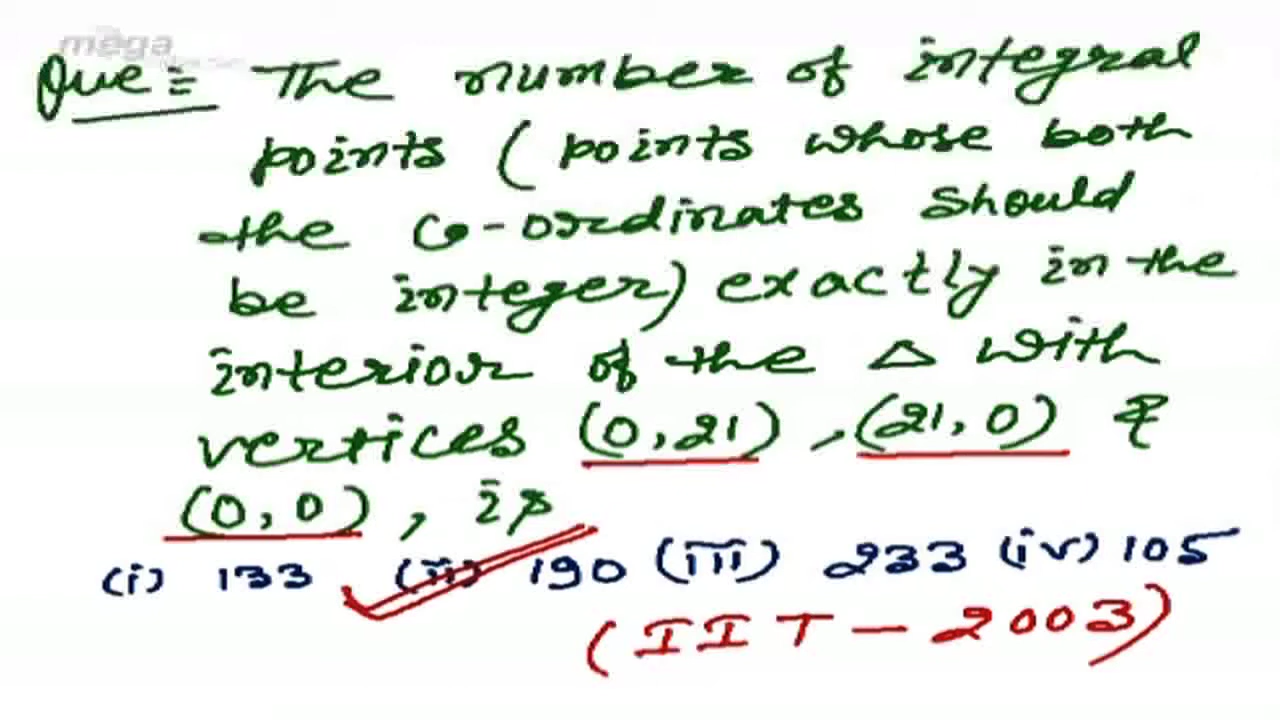 mega
Que :- The number of integral
points (points whose both
the co-ordinates should
be integer) exactly in the
interior of the Δ with
vertices (0,21) , (21,0) &
(0,0) , is
(i) 133 (ii) 190 (iii) 233 (iv) 105
(IIT - 2003)